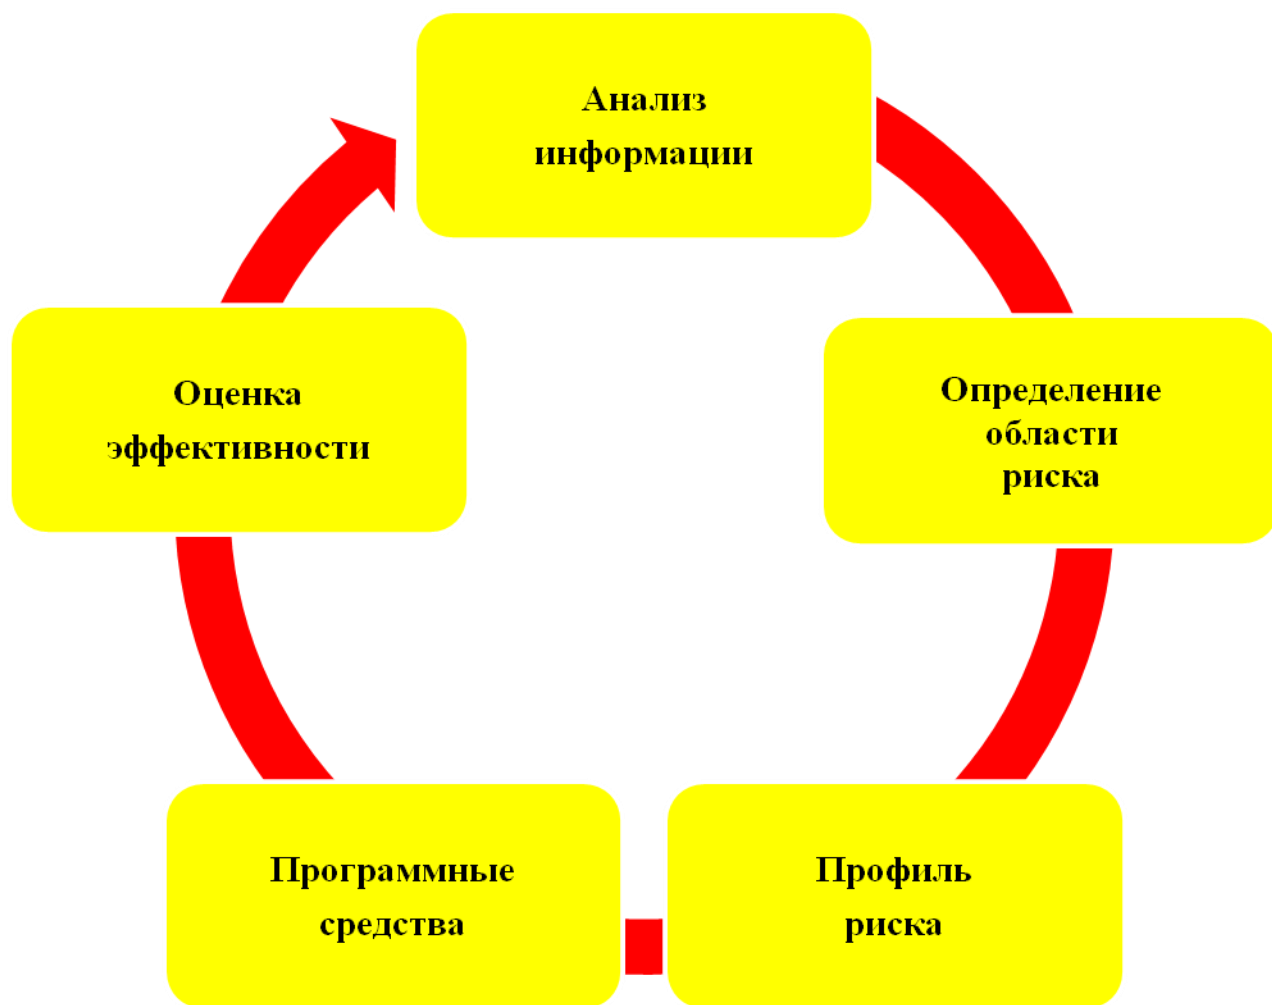 Анализ
информации
Определение
области
риска
Профиль
риска
Программные
средства
Оценка
эффективности